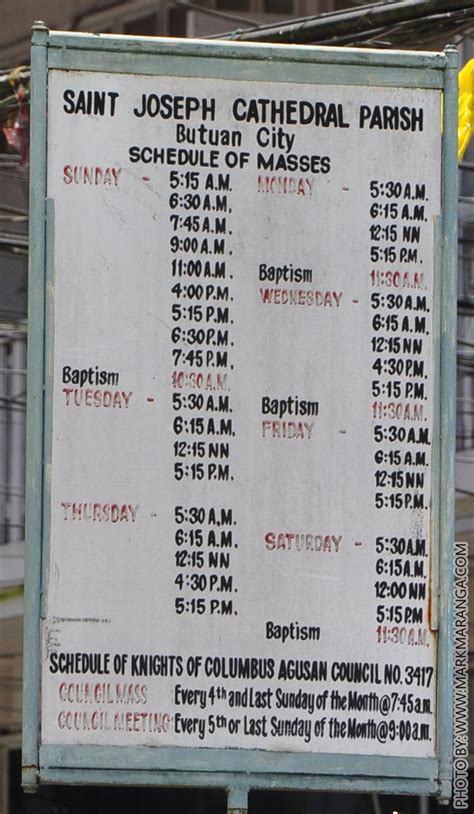 SAINT JOSEPH CATHEDRAL PARISH
Butuan City
SCHEDULE OF MASSES
SUNDAY - 5:15 A.M.
6:30 A.M.
7:45 A.M.
9:00 A.M.
11:00 A.M.
4:00 P.M.
5:15 P.M.
6:30 P.M.
7:45 P.M.
Baptism 10:30 A.M.
TUESDAY - 5:30 A.M.
6:15 A.M.
12:15 NN
5:15 P.M.
THURSDAY - 5:30 A.M.
6:15 A.M.
12:15 NN
4:30 P.M.
5:15 P.M.
MONDAY - 5:30 A.M.
6:15 A.M.
12:15 NN
5:15 P.M.
Baptism 11:30 A.M.
WEDNESDAY - 5:30 A.M.
6:15 A.M.
12:15 NN
4:30 P.M.
5:15 P.M.
Baptism 11:30 A.M.
FRIDAY - 5:30 A.M.
6:15 A.M.
12:15 NN
5:15 P.M.
SATURDAY - 5:30 A.M.
6:15 A.M.
12:00 NN
5:15 P.M
Baptism 11:30 A.M.
SCHEDULE OF KNIGHTS OF COLUMBUS AGUSAN COUNCIL NO. 3417
COUNCIL MASS : Every 4th and Last Sunday of the Month @ 7:45 a.m.
COUNCIL MEETING : Every 5th or Last Sunday of the Month @ 9:00 a.m.
PHOTO BY: WWW.MARKMARANGA.COM